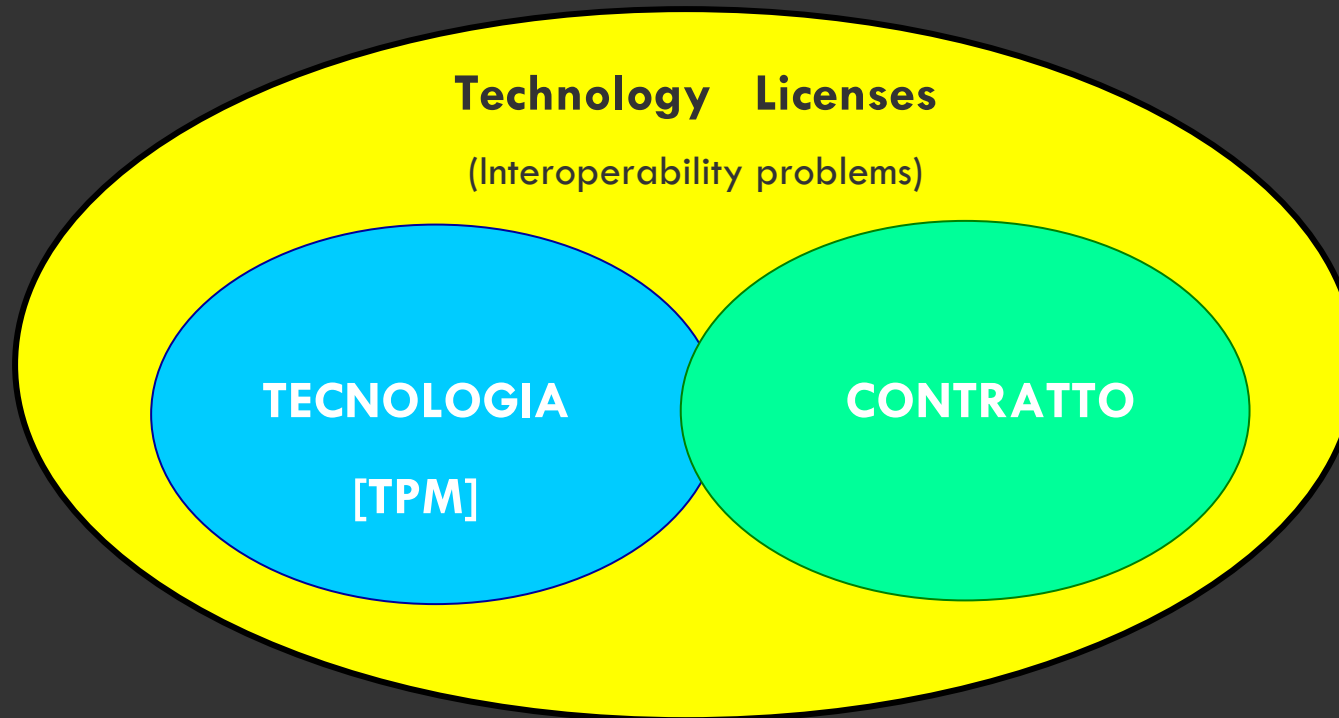 Technology Licenses
(Interoperability problems)
TECNOLOGIA
CONTRATTO
[TPM]